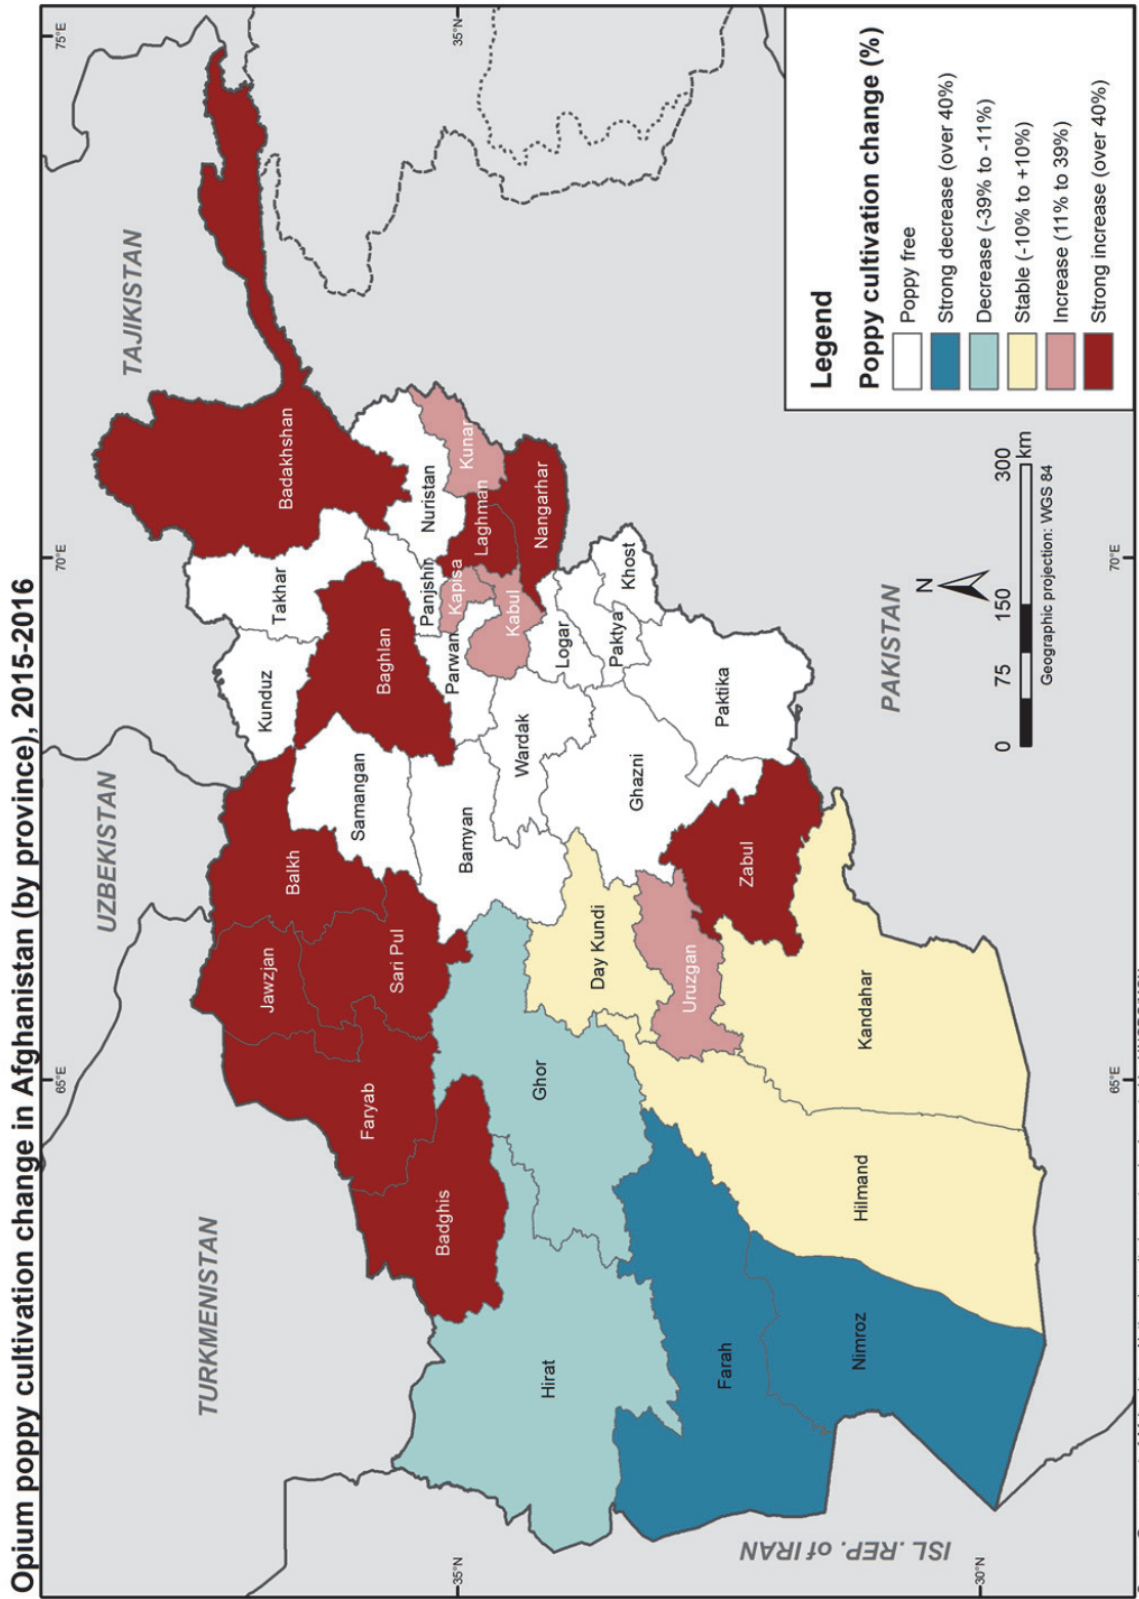 Opium poppy cultivation change in Afghanistan (by province), 2015-2016
65°E
70°E
75°E
UZBEKISTAN
TAJIKISTAN
TURKMENISTAN
Jawzjan
Balkh
Kunduz
Takhar
Badakhshan
Faryab
Sari Pul
Samangan
Baghlan
Badghis
Bamyan
Parwan
Panjshir
Kapisa
Nuristan
Kunar
Laghman
35°N
35°N
Hirat
Ghor
Day Kundi
Wardak
Kabul
Logar
Nangarhar
Paktya
Khost
Ghazni
Uruzgan
Farah
Zabul
Paktika
Nimroz
Hilmand
Kandahar
ISL. REP. of IRAN
PAKISTAN
N
0 75 150 300
km
Geographic projection: WGS 84
30°N
65°E
70°E
Legend
Poppy cultivation change (%)
Poppy free
Strong decrease (over 40%)
Decrease (-39% to -11%)
Stable (-10% to +10%)
Increase (11% to 39%)
Strong increase (over 40%)